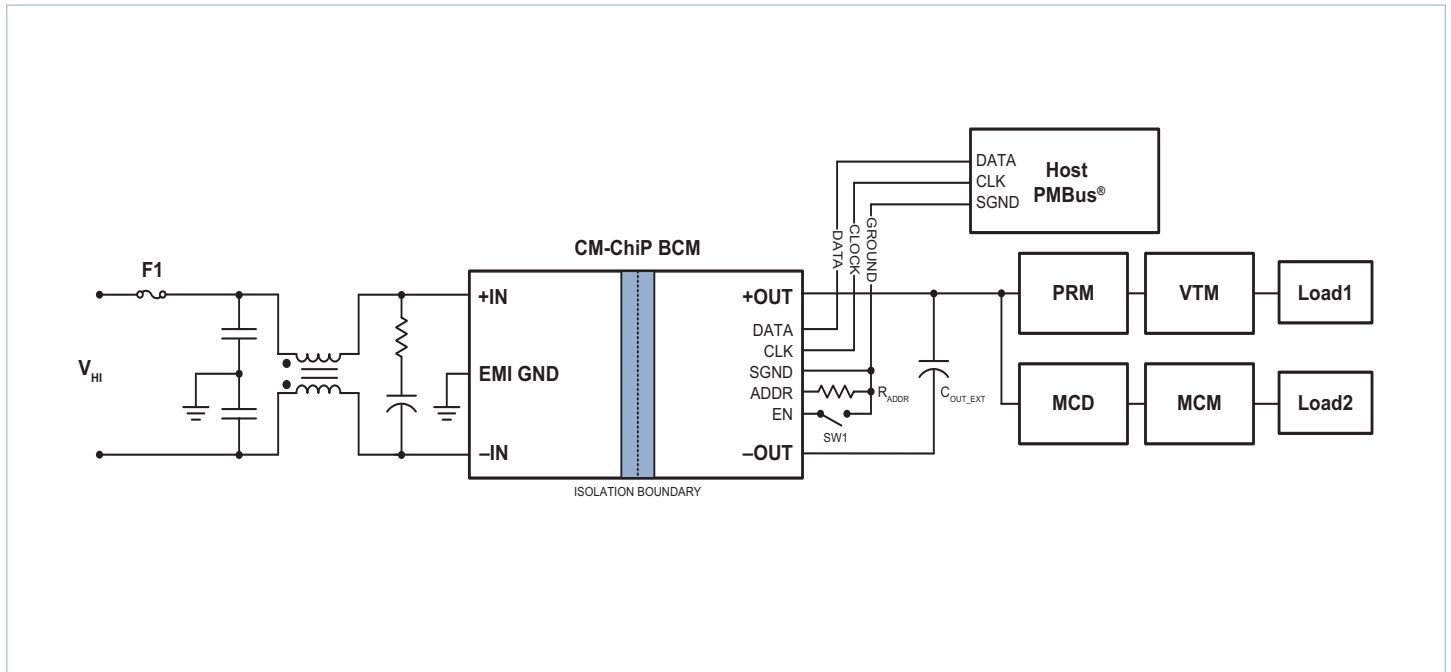 F1
V HI
CM-ChiP BCM
+IN
EMI GND
–IN
+OUT
DATA
CLK
SGND
ADDR
EN
–OUT
ISOLATION BOUNDARY
R ADDR
SW1
C OUT_EXT
DATA
CLOCK
GROUND
DATA
CLK
SGND
Host
PMBus®
PRM
VTM
Load1
MCD
MCM
Load2